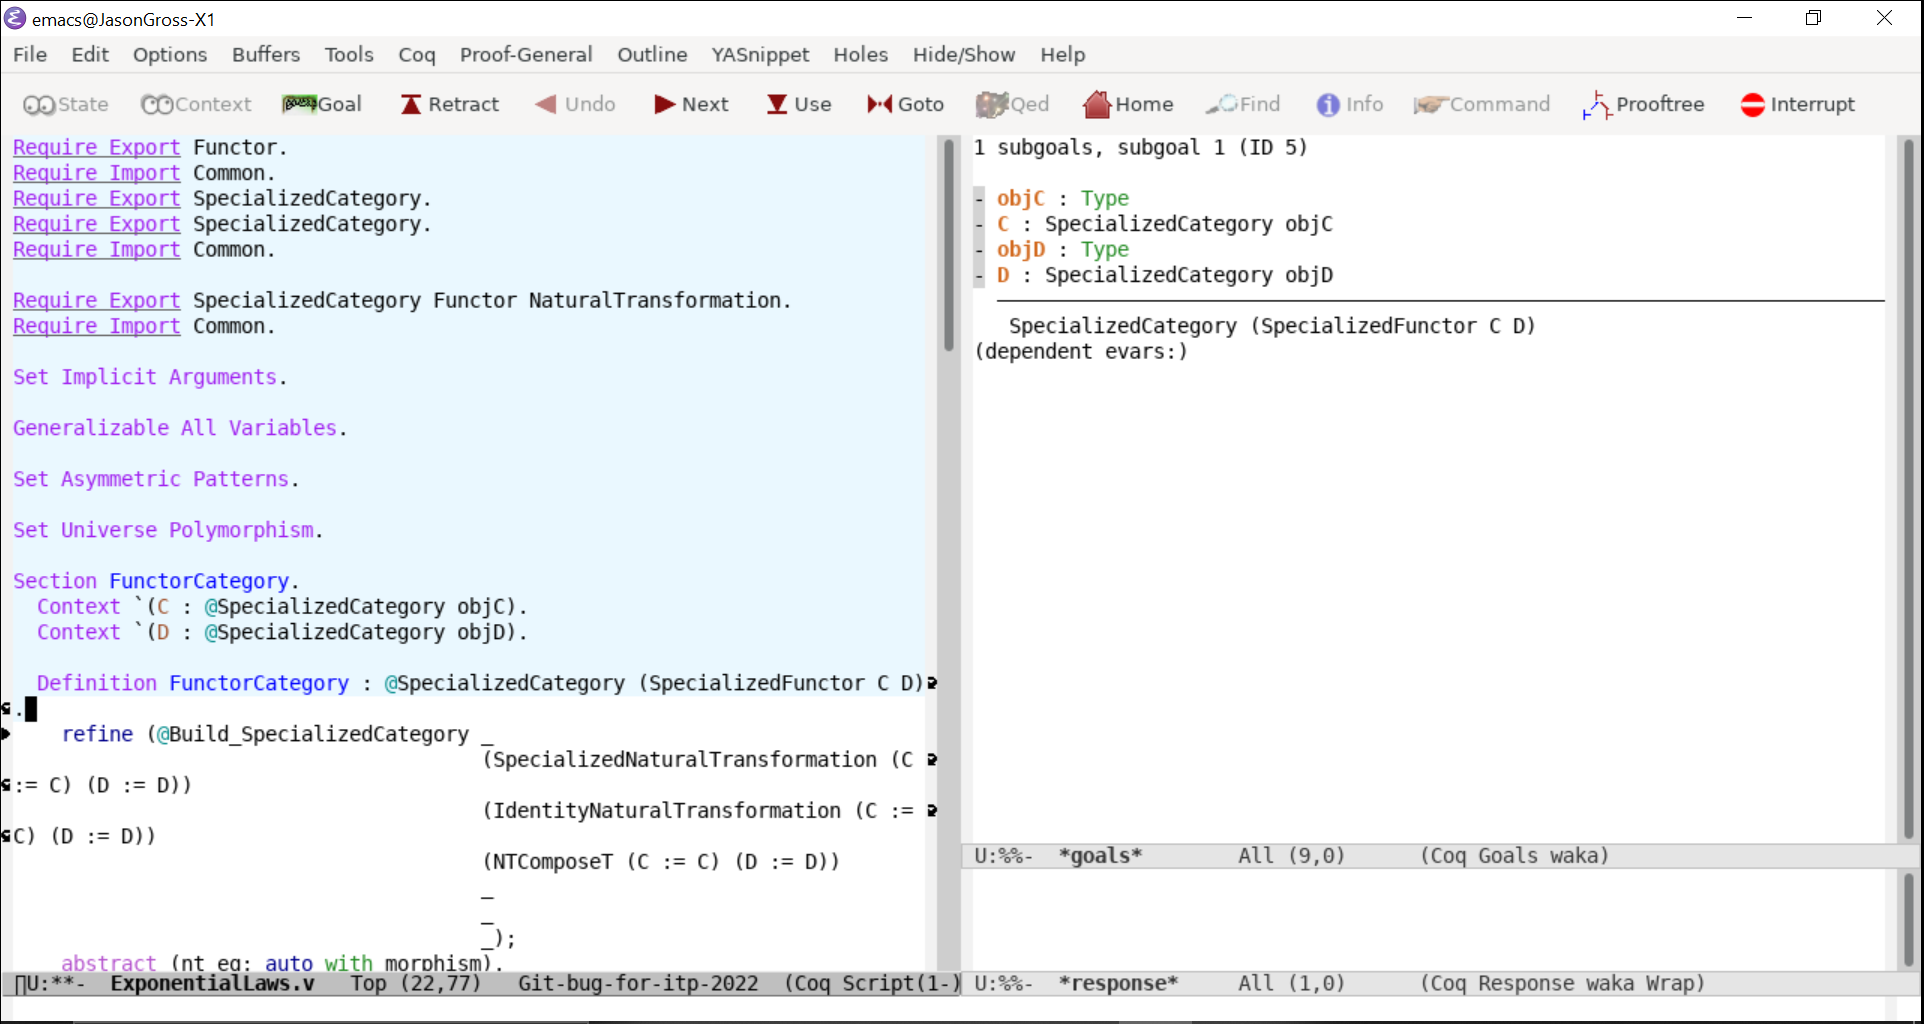 emacs@JasonGross-X1
File Edit Options Buffers Tools Coq Proof-General Outline YASnippet Holes Hide/Show Help
State Context Goal Retract Undo Next Use Goto Qed Home Find Info Command Prooftree Interrupt
Require Export Functor.
Require Import Common.
Require Export SpecializedCategory.
Require Export SpecializedCategory.
Require Import Common.
Require Export SpecializedCategory Functor NaturalTransformation.
Require Import Common.
Set Implicit Arguments.
Generalizable All Variables.
Set Asymmetric Patterns.
Set Universe Polymorphism.
Section FunctorCategory.
Context `(C : @SpecializedCategory objC).
Context `(D : @SpecializedCategory objD).
Definition FunctorCategory : @SpecializedCategory (SpecializedFunctor C D)
.
refine (@Build_SpecializedCategory _
(SpecializedNaturalTransformation (C
:= C) (D := D))
(IdentityNaturalTransformation (C :=
C) (D := D))
(NTComposeT (C := C) (D := D))
_
_
_);
abstract (nt_eq; auto with morphism).
U:**- ExponentialLaws.v Top (22,77) Git-bug-for-itp-2022 (Coq Script(1-)
1 subgoals, subgoal 1 (ID 5)
- objC : Type
- C : SpecializedCategory objC
- objD : Type
- D : SpecializedCategory objD
SpecializedCategory (SpecializedFunctor C D)
(dependent evars:)
U:%%- *goals* All (9,0) (Coq Goals waka)
U:%%- *response* All (1,0) (Coq Response waka Wrap)